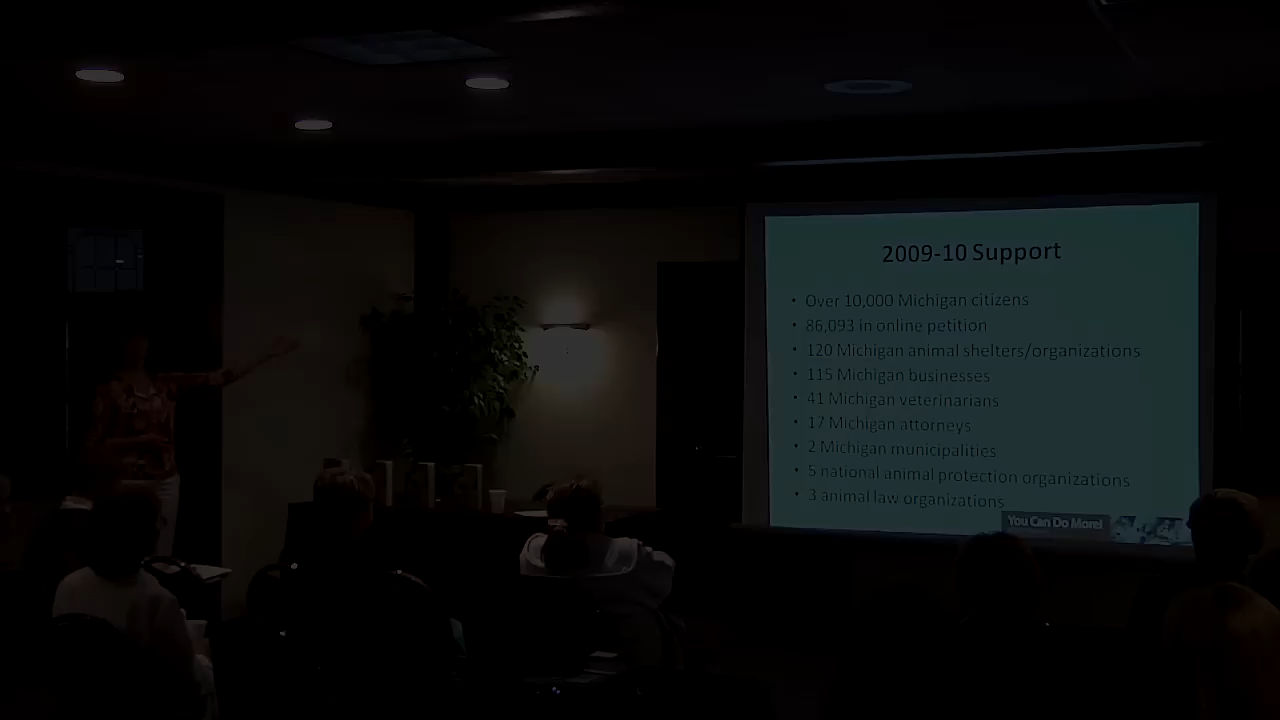 2009-10 Support
• Over 10,000 Michigan citizens
• 86,093 in online petition
• 120 Michigan animal shelters/organizations
• 115 Michigan businesses
• 41 Michigan veterinarians
• 17 Michigan attorneys
• 2 Michigan municipalities
• 5 national animal protection organizations
• 3 animal law organizations
You Can Do More!